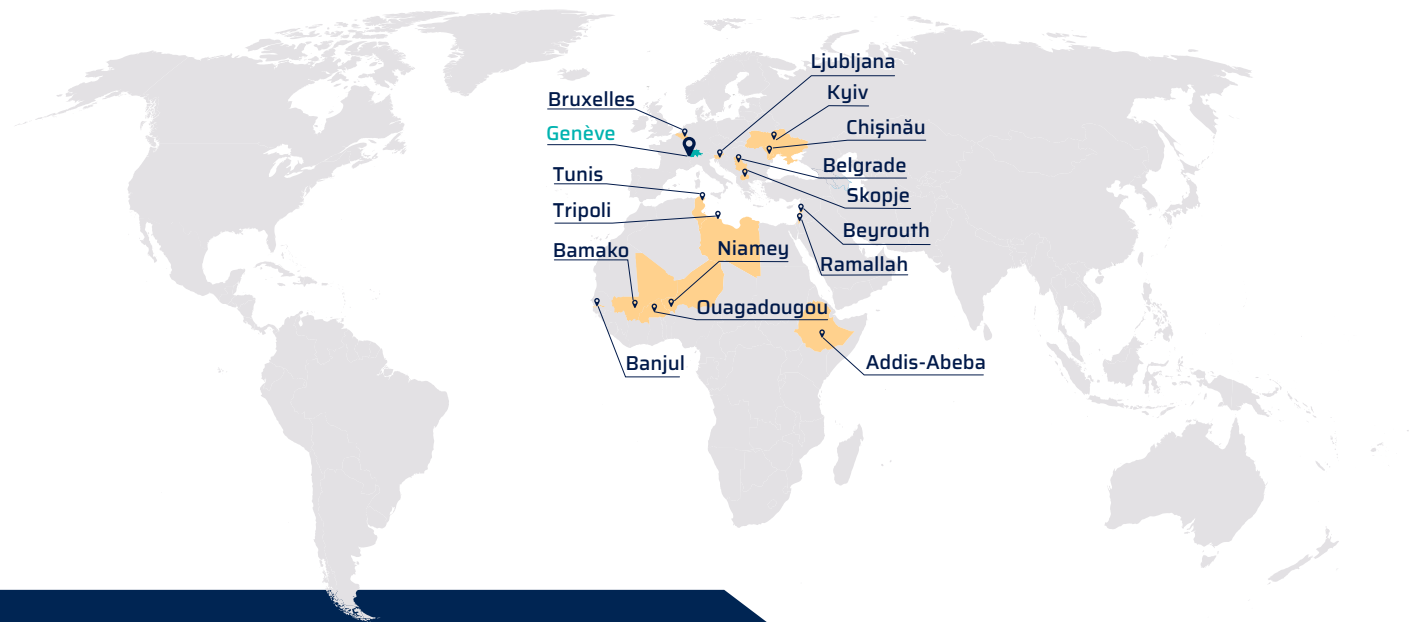 Ljubljana
Kyiv
Bruxelles
Chișinău
Genève
Belgrade
Tunis
Skopje
Tripoli
Beyrouth
Bamako
Niamey
Ramallah
Ouagadougou
Banjul
Addis-Abeba